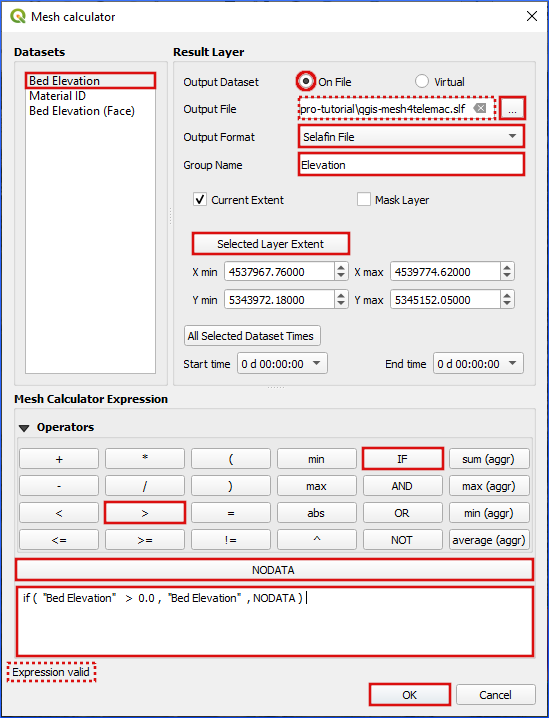 Mesh calculator
Datasets
Bed Elevation
Material ID
Bed Elevation (Face)
Result Layer
Output Dataset On File Virtual
Output File pro-tutorial\qgis-mesh4telemac.slf ...
Output Format Selafin File
Group Name Elevation
Current Extent Mask Layer
Selected Layer Extent
X min 4537967.76000 X max 4539774.62000
Y min 5343972.18000 Y max 5345152.05000
All Selected Dataset Times
Start time 0 d 00:00:00 End time 0 d 00:00:00
Mesh Calculator Expression
Operators
+ * ( min IF sum (aggr)
- / ) max AND max (aggr)
< > = abs OR min (aggr)
<= >= != ^ NOT average (aggr)
NODATA
if ( "Bed Elevation" > 0.0 , "Bed Elevation" , NODATA )
Expression valid
OK Cancel